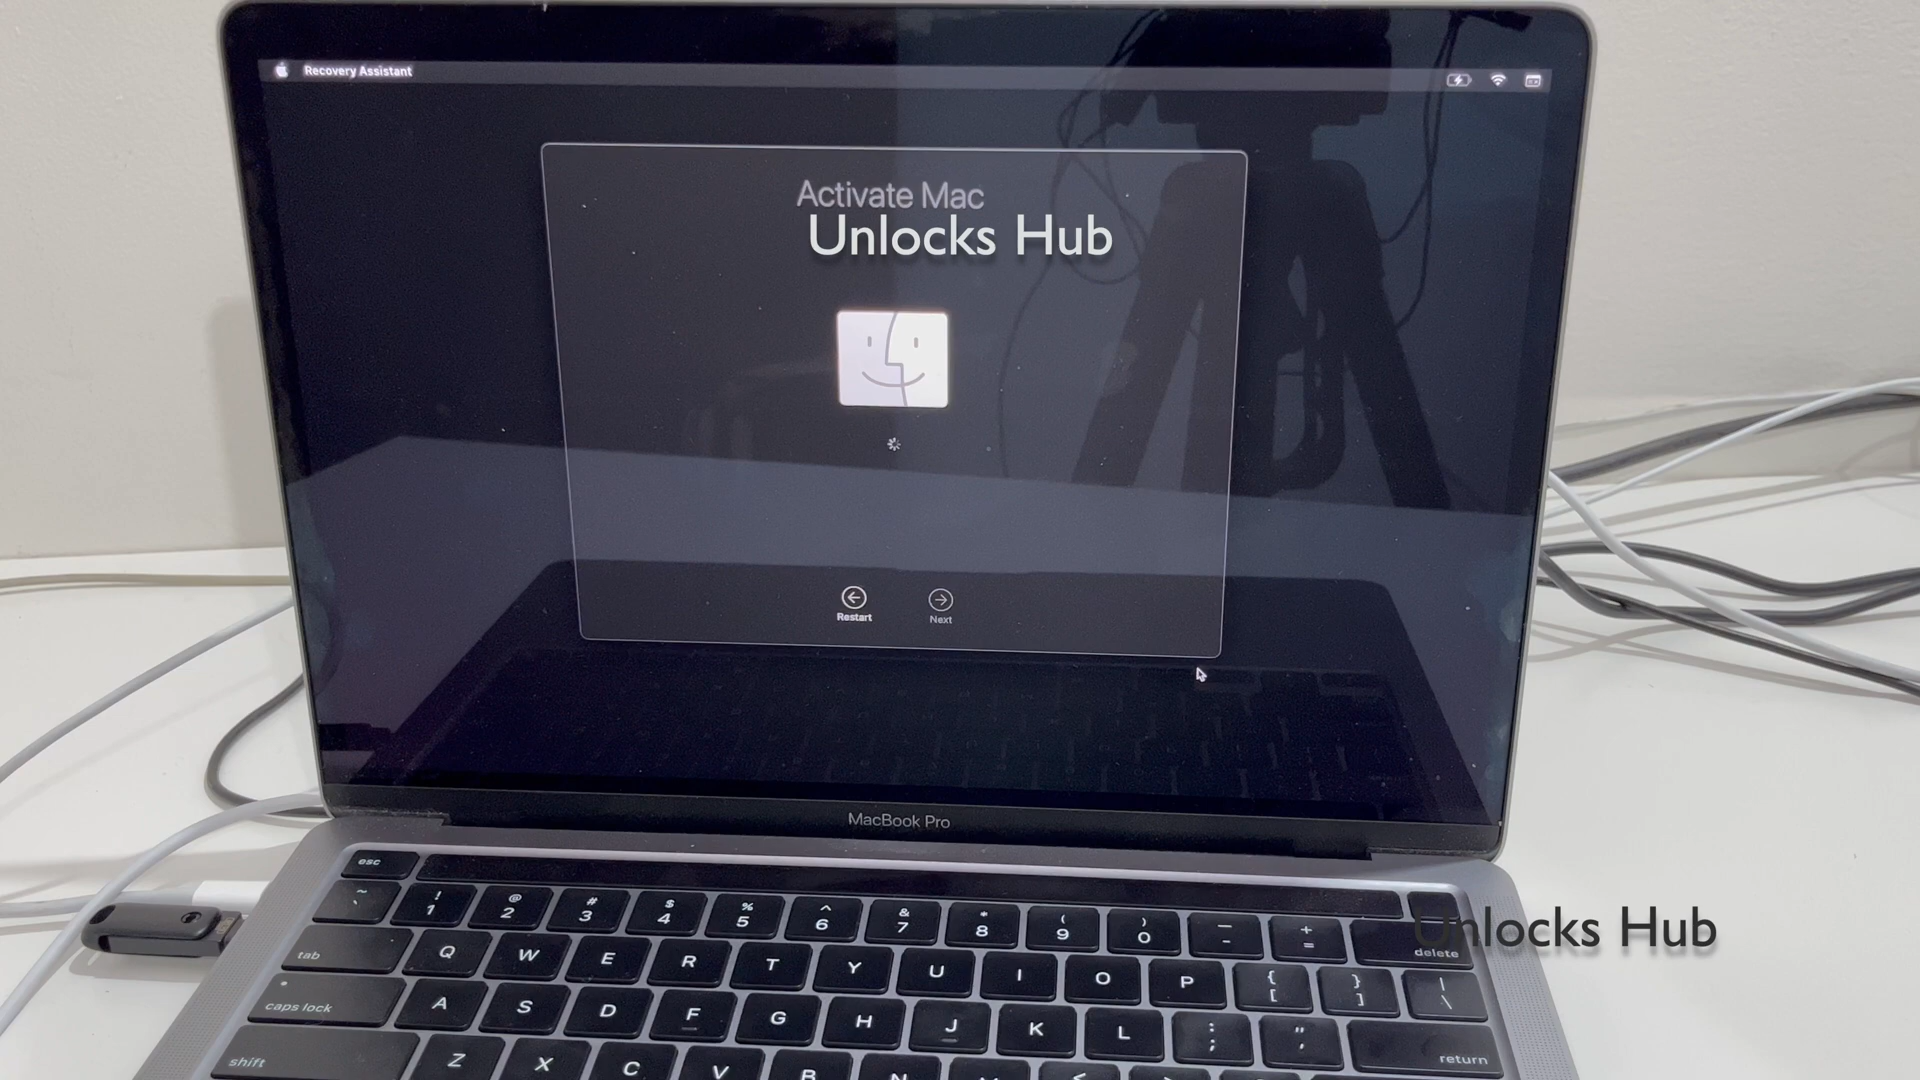 Recovery Assistant
Activate Mac
Unlocks Hub
Restart
Next
MacBook Pro
esc
~ ! @ # $ % ^ & * ( ) — +
` 1 2 3 4 5 6 7 8 9 0 - = delete
Unlocks Hub
tab Q W E R T Y U I O P { [ } ] | \
caps lock A S D F G H J K L : ; " ' return
shift Z X C V B N